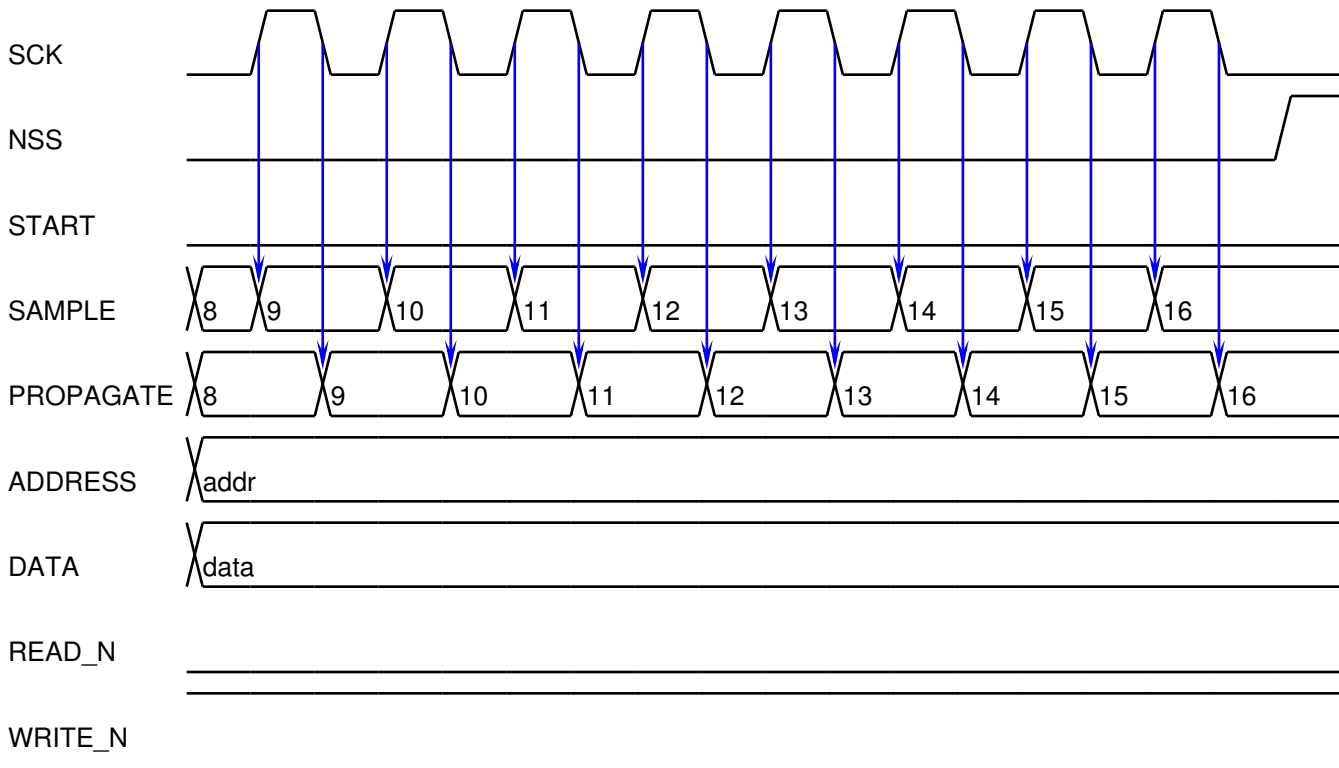 SCK
NSS
START
SAMPLE 8 9 10 11 12 13 14 15 16
PROPAGATE 8 9 10 11 12 13 14 15 16
ADDRESS addr
DATA data
READ_N
WRITE_N